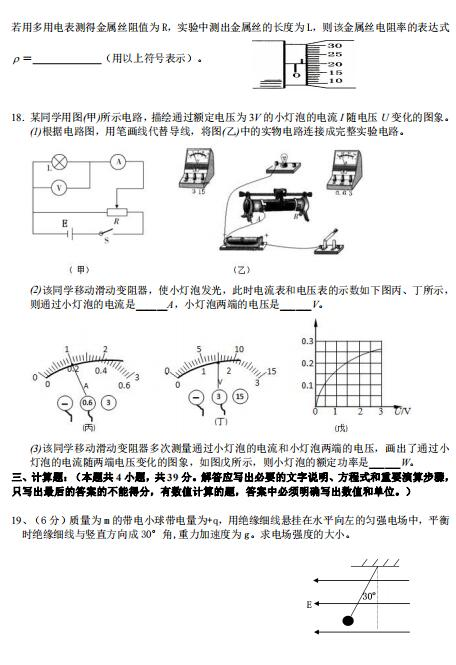 若用多用电表测得金属丝阻值为R，实验中测出金属丝的长度为L，则该金属丝电阻率的表达式
ρ＝____________（用以上符号表示）。
30
25
20
15
10
0
18．某同学用图(甲)所示电路，描绘通过额定电压为3V的小灯泡的电流I随电压U变化的图象。
(1)根据电路图，用笔画线代替导线，将图(乙)中的实物电路连接成完整实验电路。
L
A
V
R
E
S
（甲）
3 15
0.6 3
A
B
（乙）
(2)该同学移动滑动变阻器，使小灯泡发光，此时电流表和电压表的示数如下图丙、丁所示，
则通过小灯泡的电流是_____A，小灯泡两端的电压是_____V。
0 1 2 3
0 0.2 0.4 0.6
A
－ 0.6 3
(丙)
0 5 10 15
0 1 2 3
V
－ 3 15
(丁)
0.3
0.2
0.1
0 1 2 3 U/V
(戊)
(3)该同学移动滑动变阻器多次测量通过小灯泡的电流和小灯泡两端的电压，画出了通过小
灯泡的电流随两端电压变化的图象，如图戊所示，则小灯泡的额定功率是_____W。
三、计算题：（本题共4小题，共39分。解答应写出必要的文字说明、方程式和重要演算步骤，
只写出最后的答案的不能得分，有数值计算的题，答案中必须明确写出数值和单位。）
19、（6分）质量为m的带电小球带电量为+q，用绝缘细线悬挂在水平向左的匀强电场中，平衡
时绝缘细线与竖直方向成30°角，重力加速度为g。求电场强度的大小。
30°
E